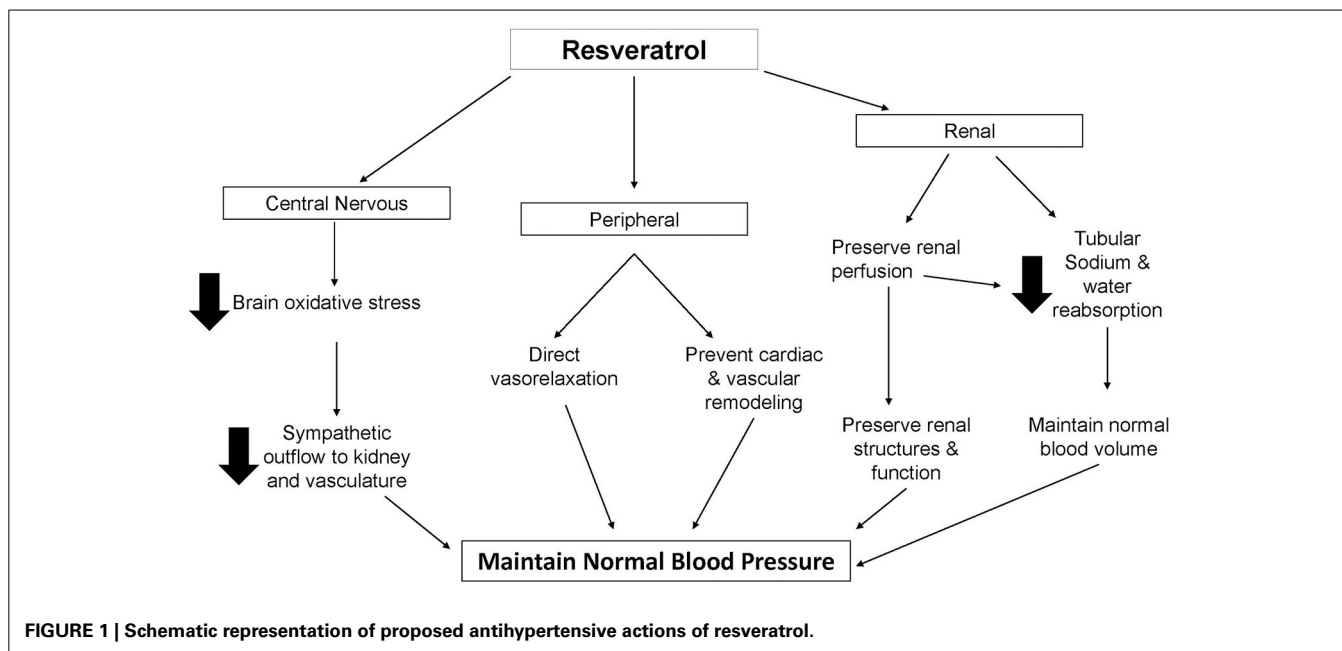 Resveratrol
Renal
Central Nervous
Peripheral
Preserve renal
perfusion
Tubular
Sodium &
water
reabsorption
Brain oxidative stress
Direct
vasorelaxation
Prevent cardiac
& vascular
remodeling
Sympathetic
outflow to kidney
and vasculature
Preserve renal
structures &
function
Maintain normal
blood volume
Maintain Normal Blood Pressure
FIGURE 1 | Schematic representation of proposed antihypertensive actions of resveratrol.